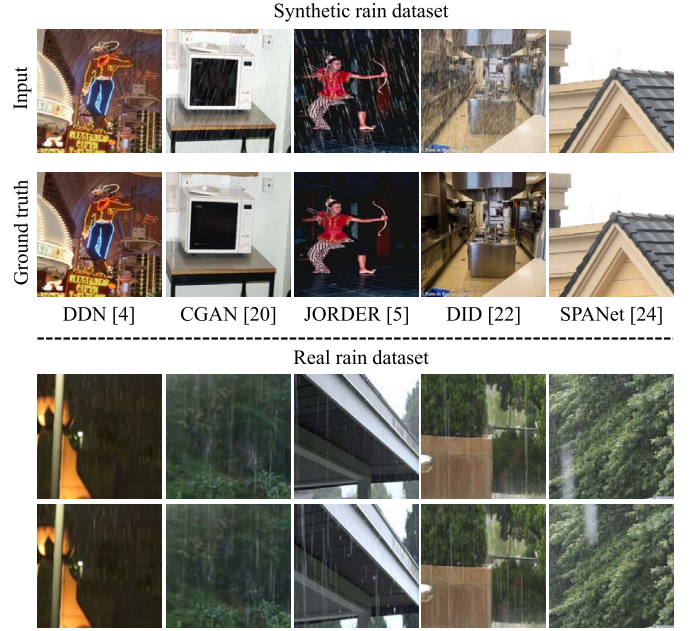 Synthetic rain dataset
Input
Ground truth
DDN [4] CGAN [20] JORDER [5] DID [22] SPANet [24]
Real rain dataset